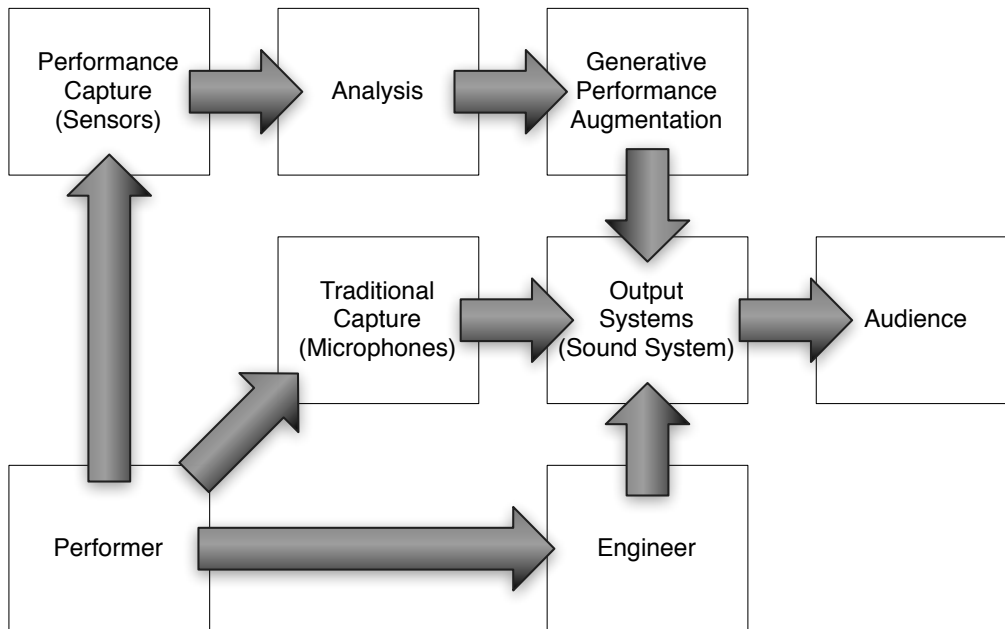 Performance
Capture
(Sensors)
Analysis
Generative
Performance
Augmentation
Traditional
Capture
(Microphones)
Output
Systems
(Sound System)
Audience
Performer
Engineer